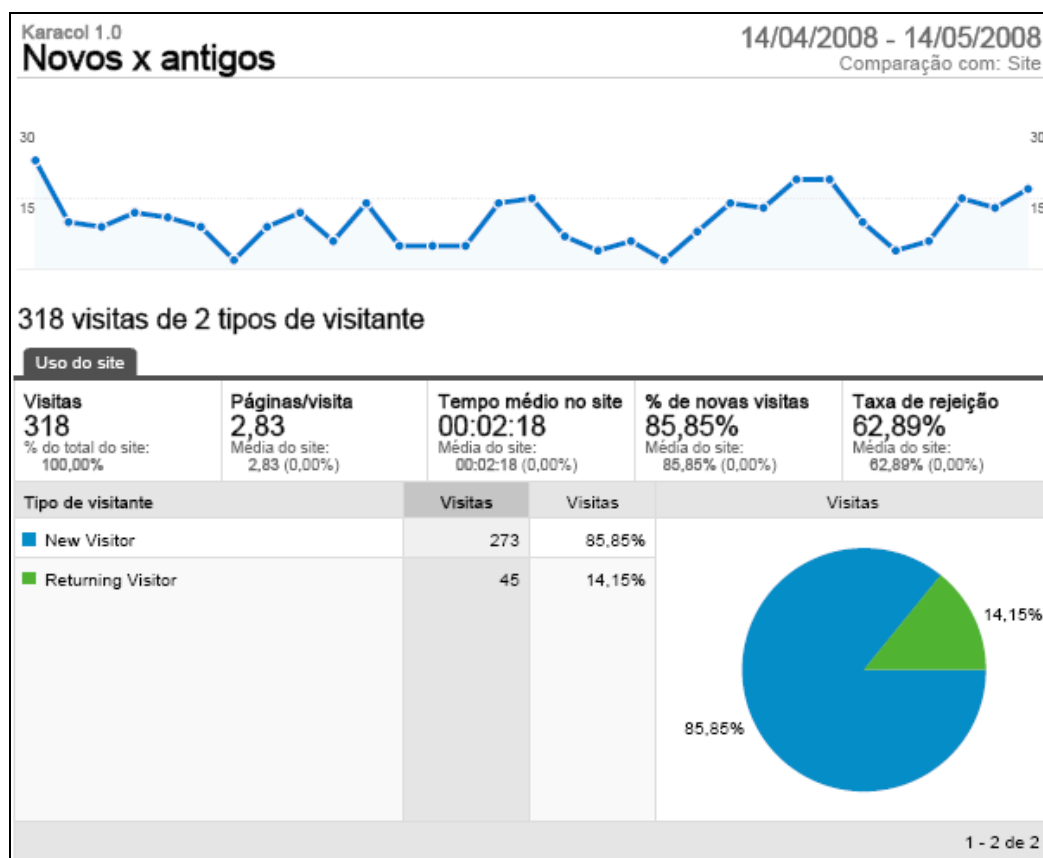 Karacol 1.0
Novos x antigos
14/04/2008 - 14/05/2008
Comparação com: Site
30
30
15
15
318 visitas de 2 tipos de visitante
Uso do site
Visitas
318
% do total do site:
100,00%
Páginas/visita
2,83
Média do site:
2,83 (0,00%)
Tempo médio no site
00:02:18
Média do site:
00:02:18 (0,00%)
% de novas visitas
85,85%
Média do site:
85,85% (0,00%)
Taxa de rejeição
62,89%
Média do site:
62,89% (0,00%)
Tipo de visitante Visitas Visitas Visitas
New Visitor 273 85,85%
Returning Visitor 45 14,15%
14,15%
85,85%
1 - 2 de 2